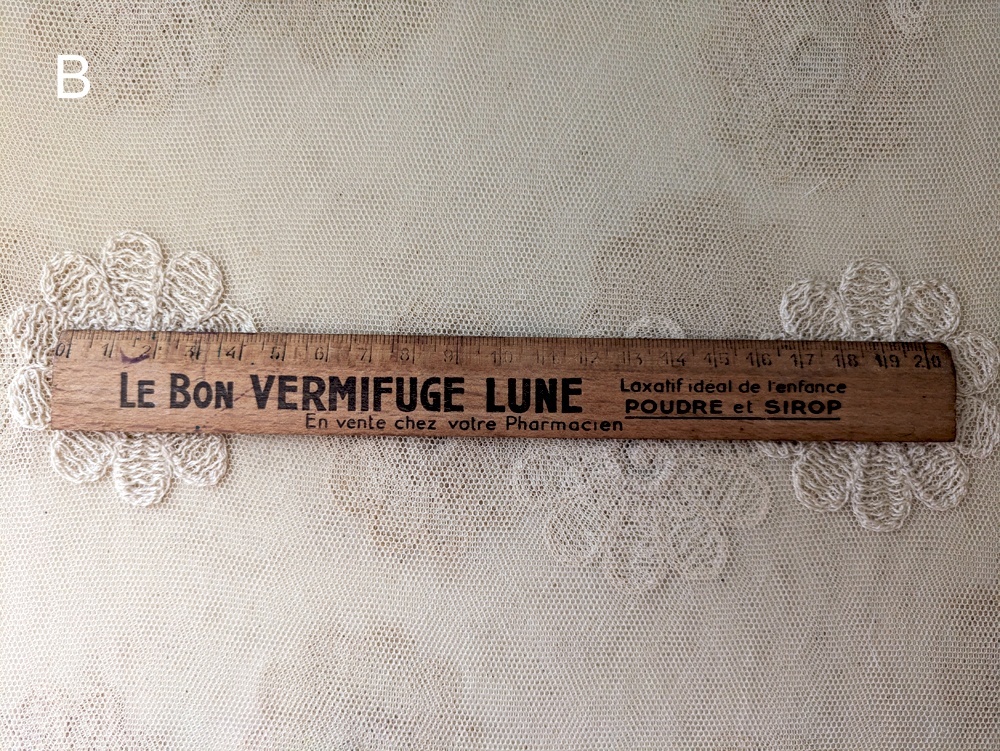 B
0 1 2 3 4 5 6 7 8 9 10 11 12 13 14 15 16 17 18 19 20
LE BON VERMIFUGE LUNE
En vente chez votre Pharmacien
Laxatif idéal de l'enfance
POUDRE et SIROP